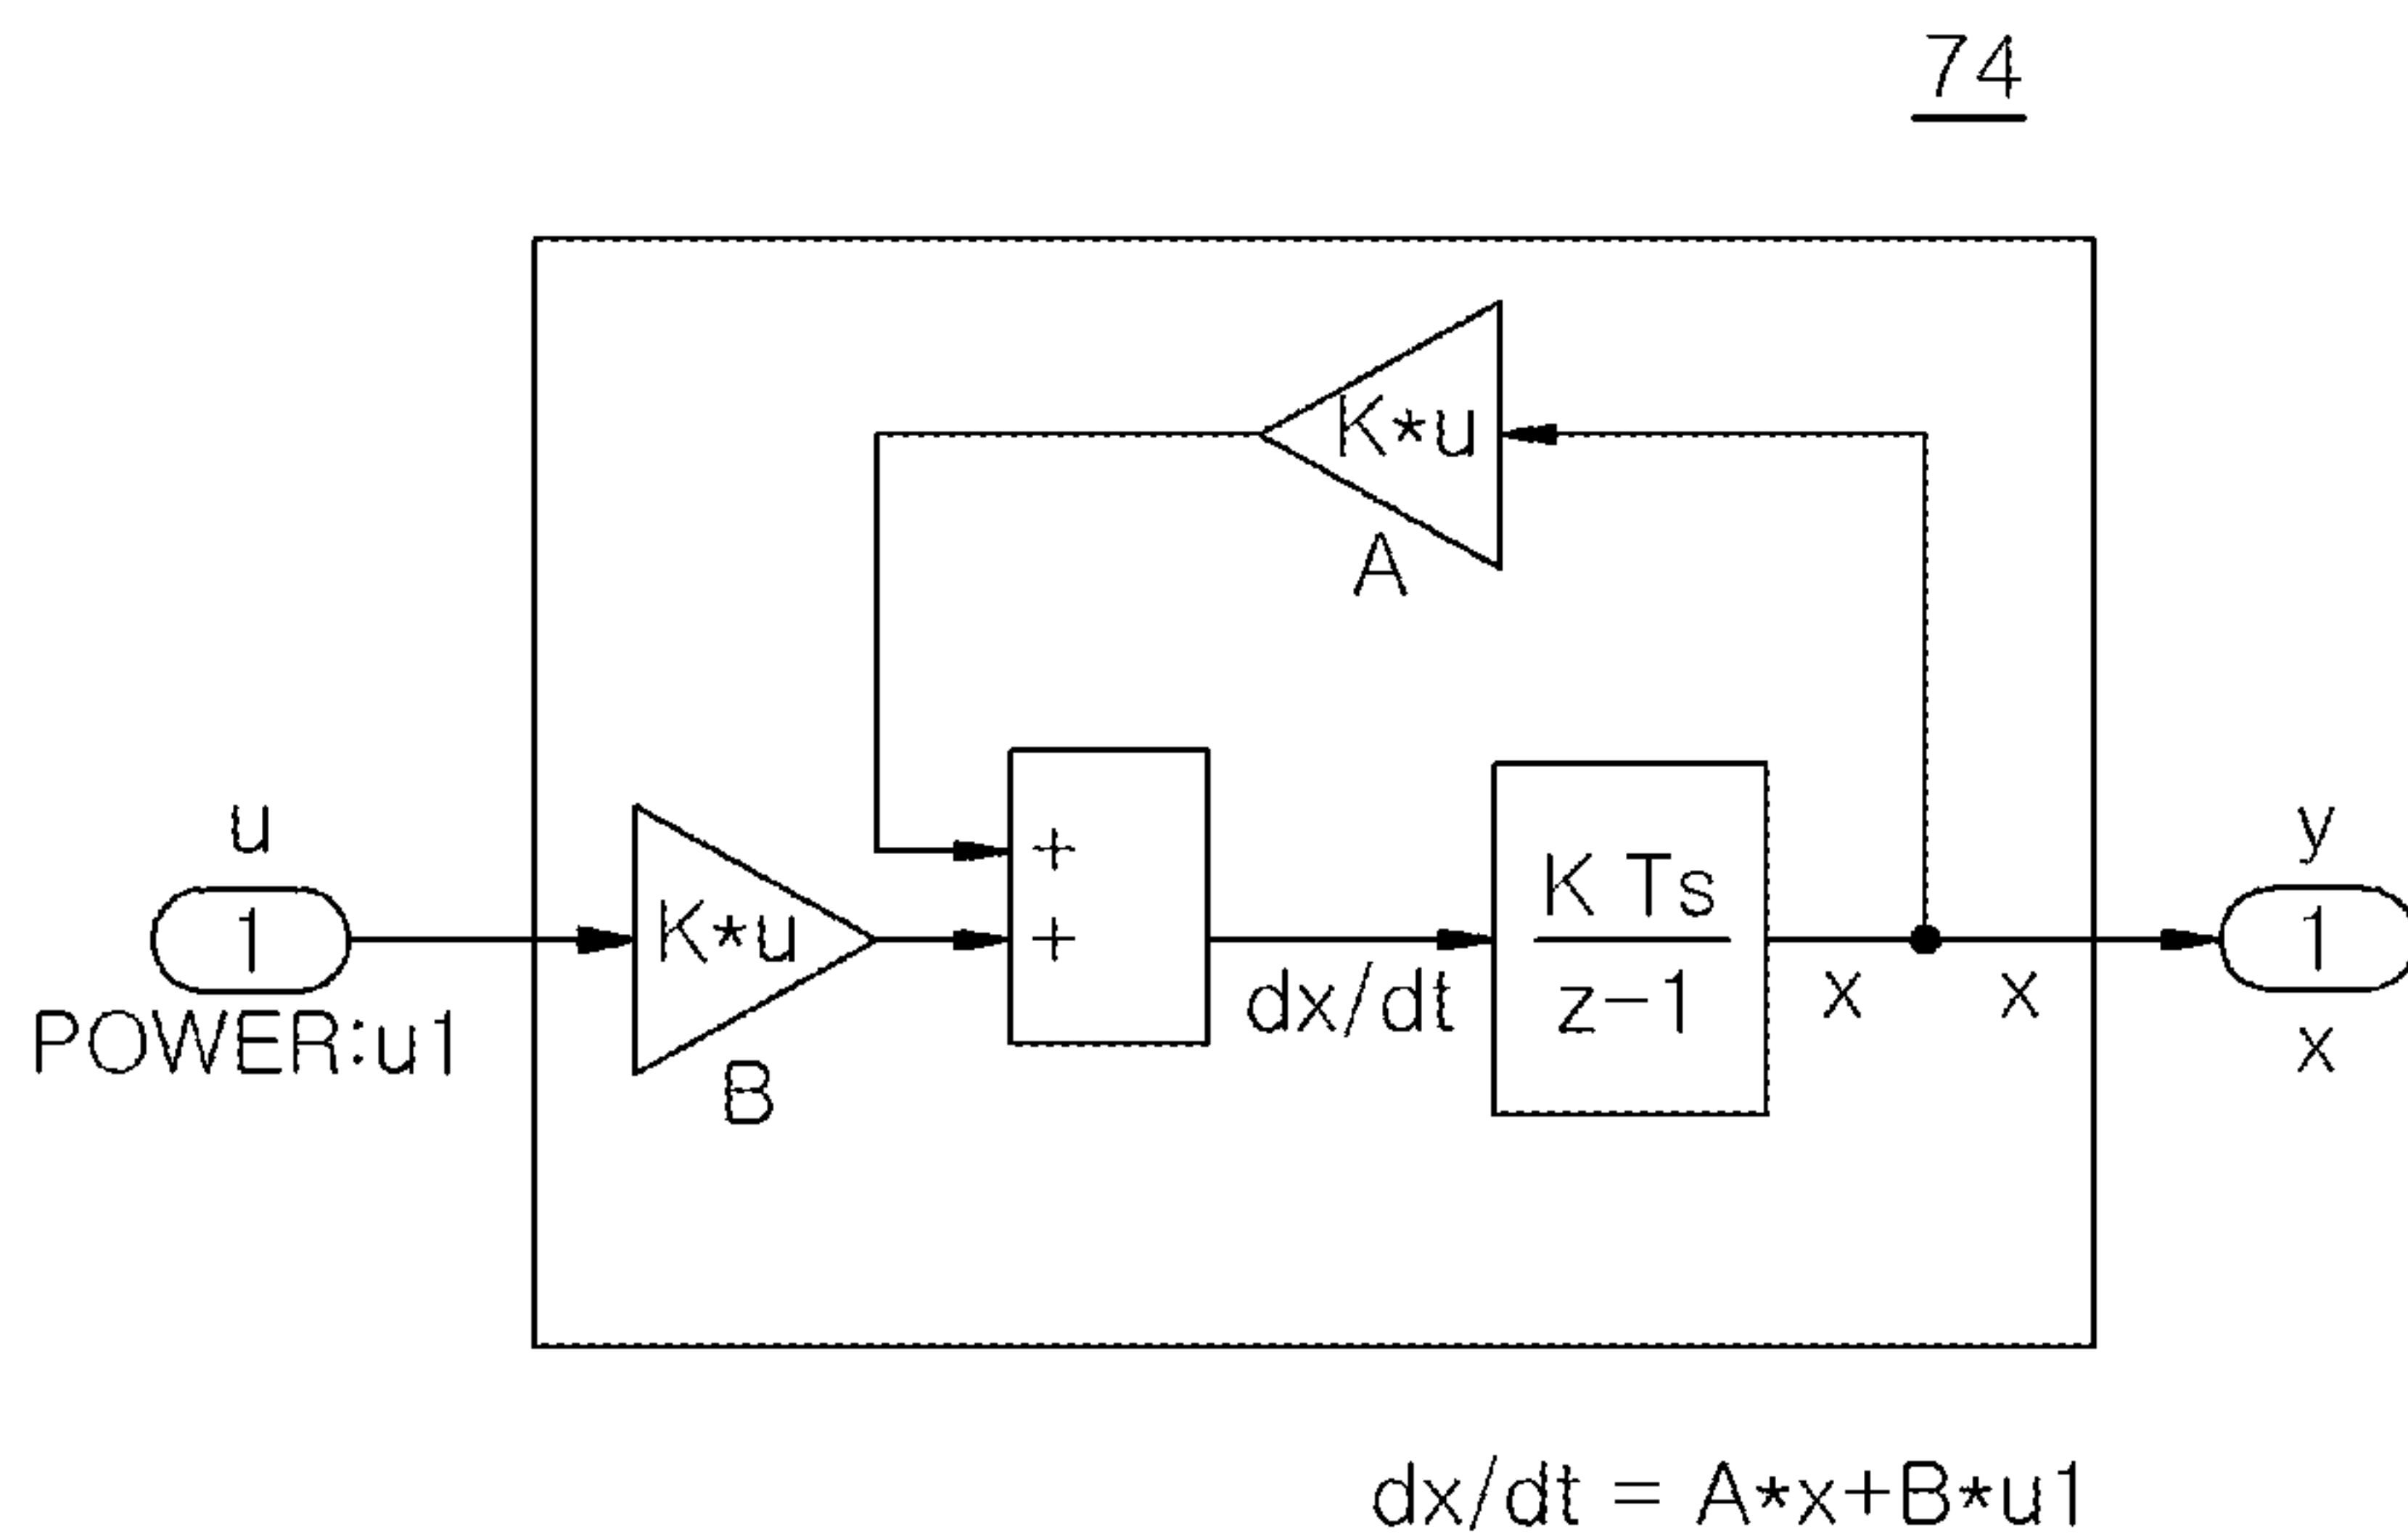 74
K*u
A
u
1
POWER:u1
K*u
B
+
+
dx/dt
K Ts
z-1
x
x
y
1
x
dx/dt = A*x+B*u1